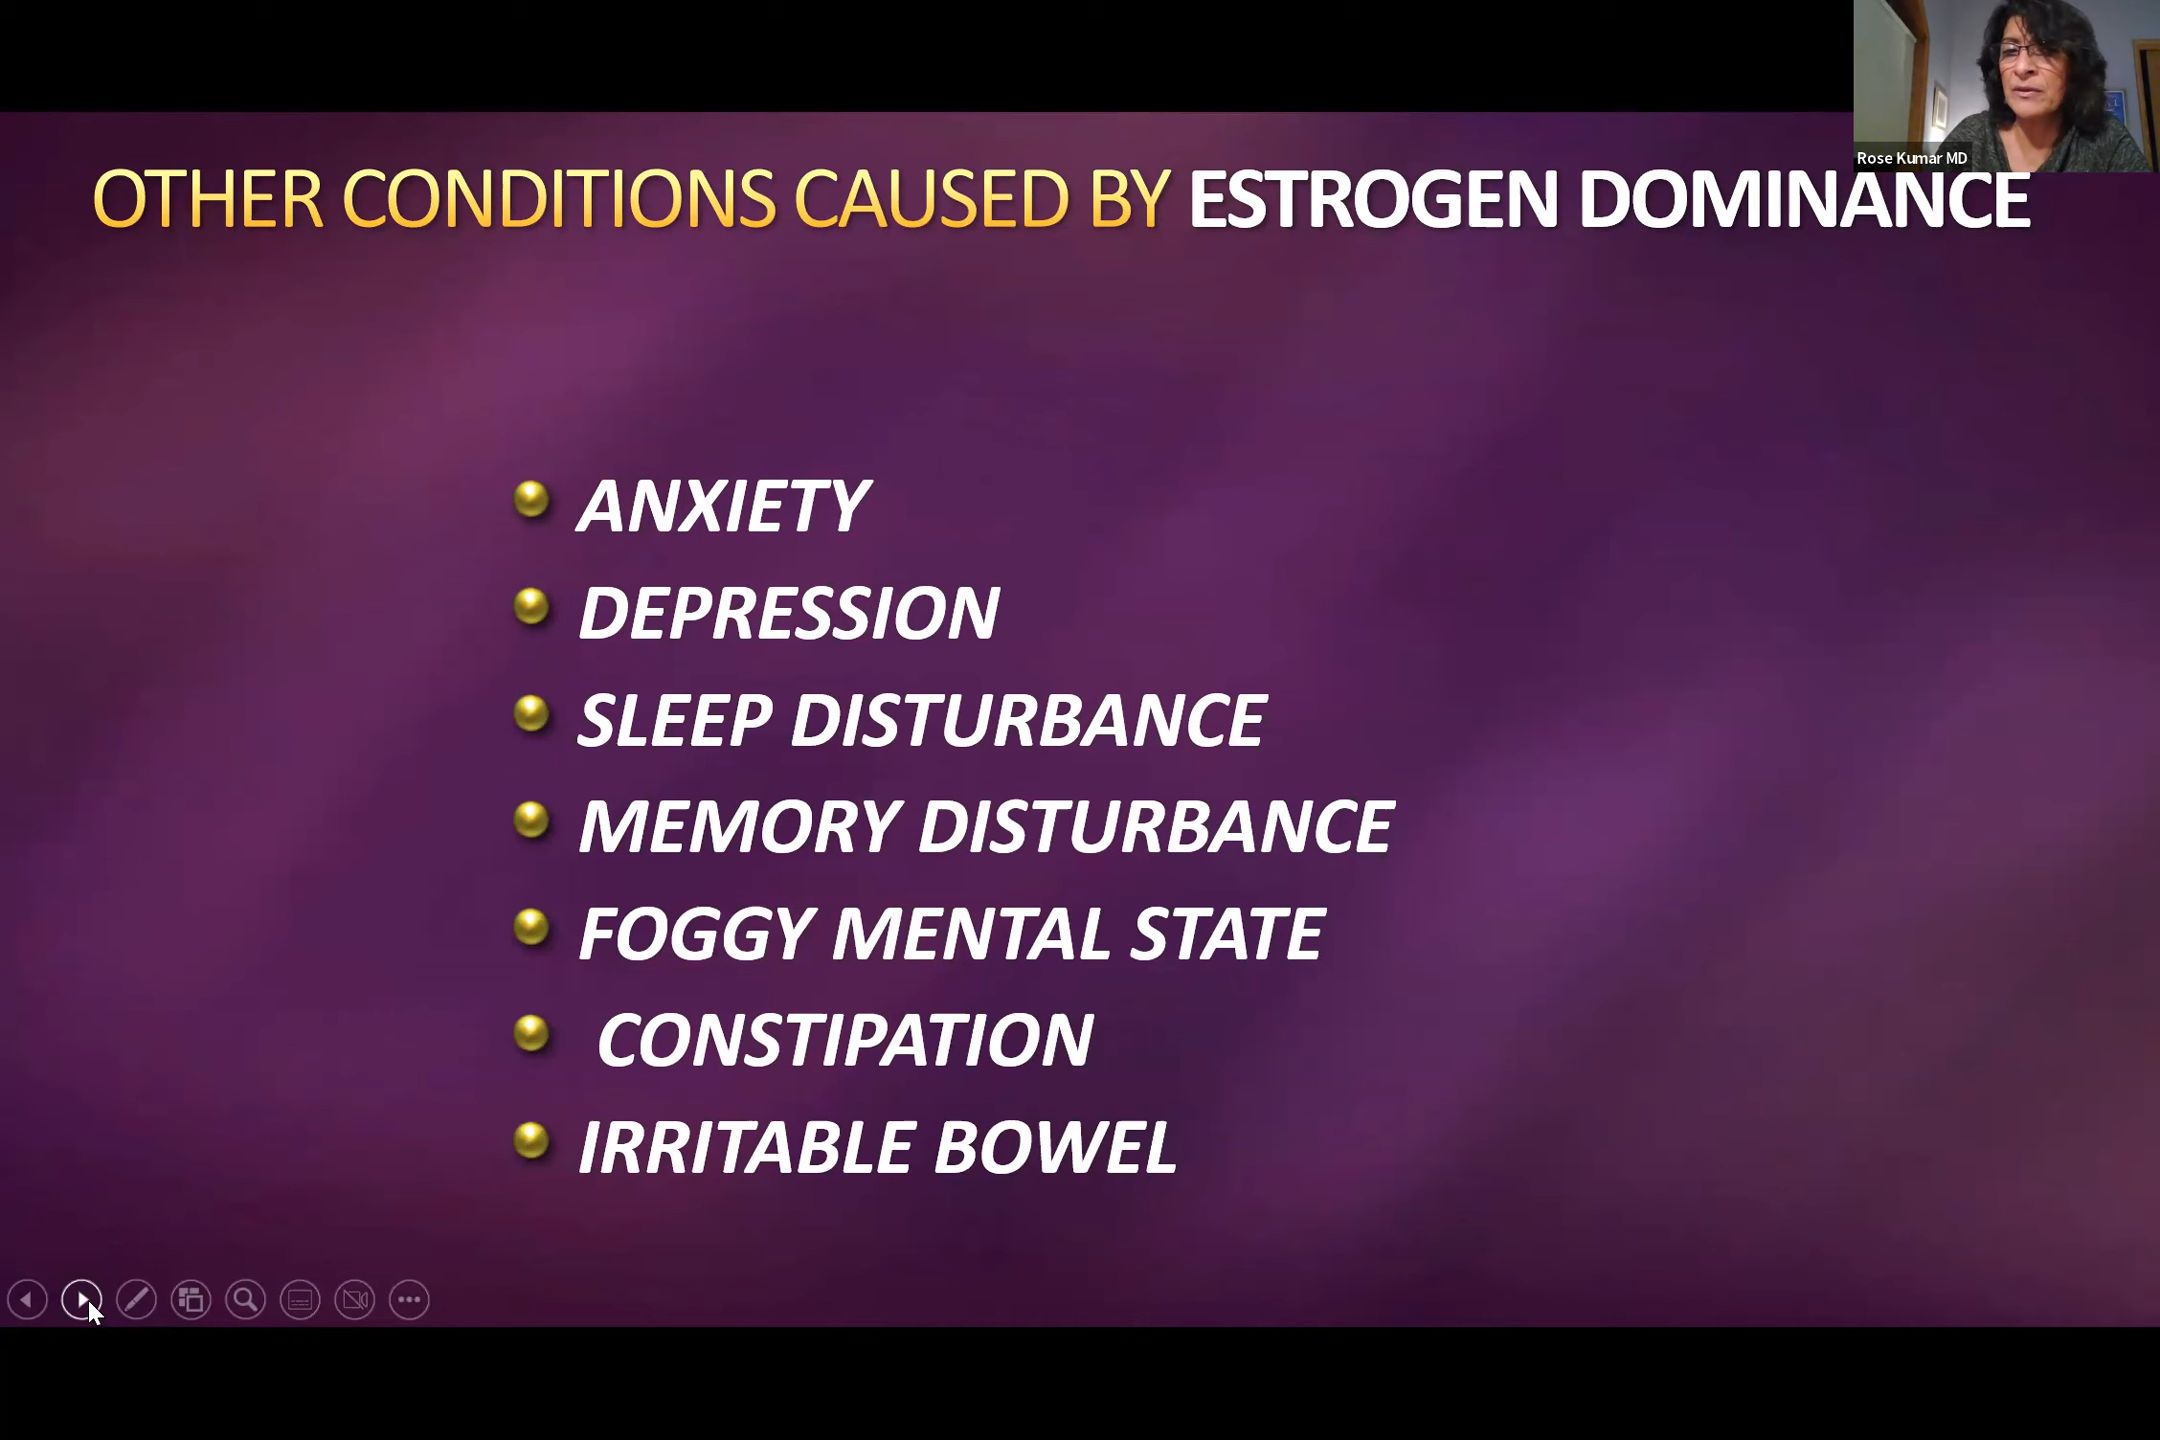 Rose Kumar MD
OTHER CONDITIONS CAUSED BY ESTROGEN DOMINANCE
ANXIETY
DEPRESSION
SLEEP DISTURBANCE
MEMORY DISTURBANCE
FOGGY MENTAL STATE
CONSTIPATION
IRRITABLE BOWEL